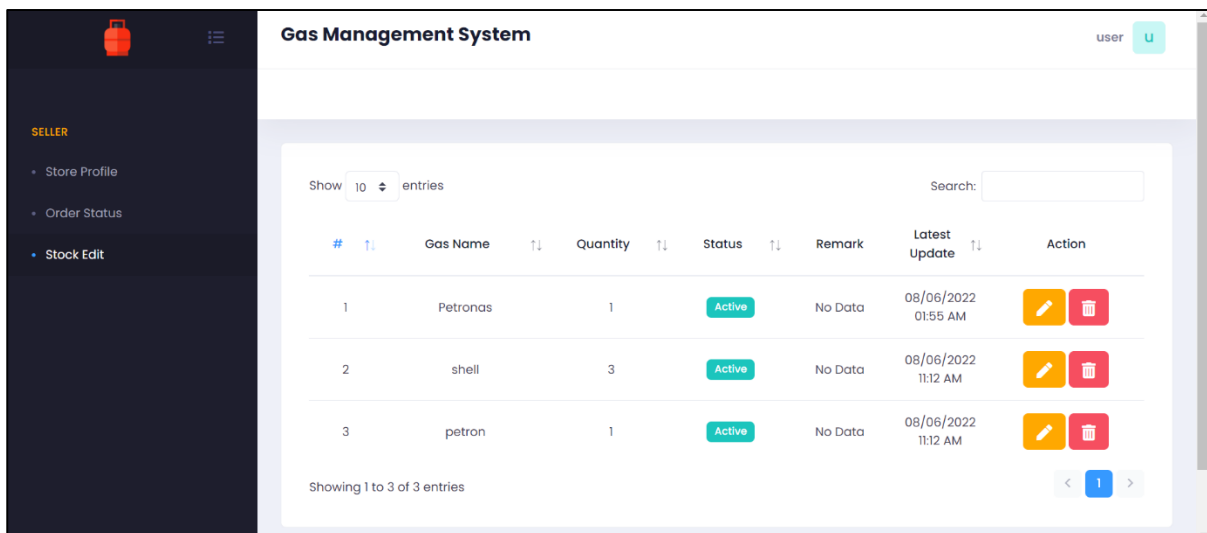 Gas Management System
user U
SELLER
Store Profile
Order Status
Stock Edit
Show 10 entries
Search:
# Gas Name Quantity Status Remark Latest Update Action
1 Petronas 1 Active No Data 08/06/2022 01:55 AM
2 shell 3 Active No Data 08/06/2022 11:12 AM
3 petron 1 Active No Data 08/06/2022 11:12 AM
Showing 1 to 3 of 3 entries
< 1 >